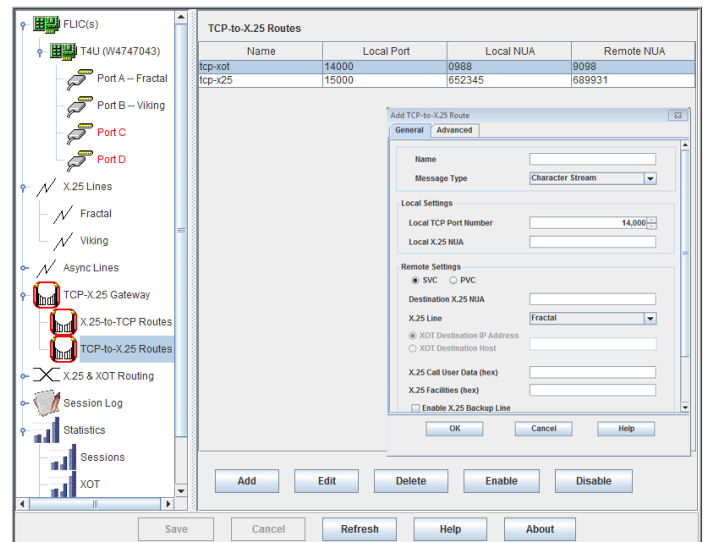 FLIC(s)
T4U (W4747043)
Port A -- Fractal
Port B -- Viking
Port C
Port D
X.25 Lines
Fractal
Viking
Async Lines
TCP-X.25 Gateway
X.25-to-TCP Routes
TCP-to-X.25 Routes
X.25 & XOT Routing
Session Log
Statistics
Sessions
XOT
TCP-to-X.25 Routes
Name Local Port Local NUA Remote NUA
tcp-xot 14000 0988 9098
tcp-x25 15000 652345 689931
Add TCP-to-X.25 Route
General Advanced
Name
Message Type Character Stream
Local Settings
Local TCP Port Number 14,000
Local X.25 NUA
Remote Settings
SVC PVC
Destination X.25 NUA
X.25 Line Fractal
XOT Destination IP Address
XOT Destination Host
X.25 Call User Data (hex)
X.25 Facilities (hex)
Enable X.25 Backup Line
OK Cancel Help
Add Edit Delete Enable Disable
Save Cancel Refresh Help About